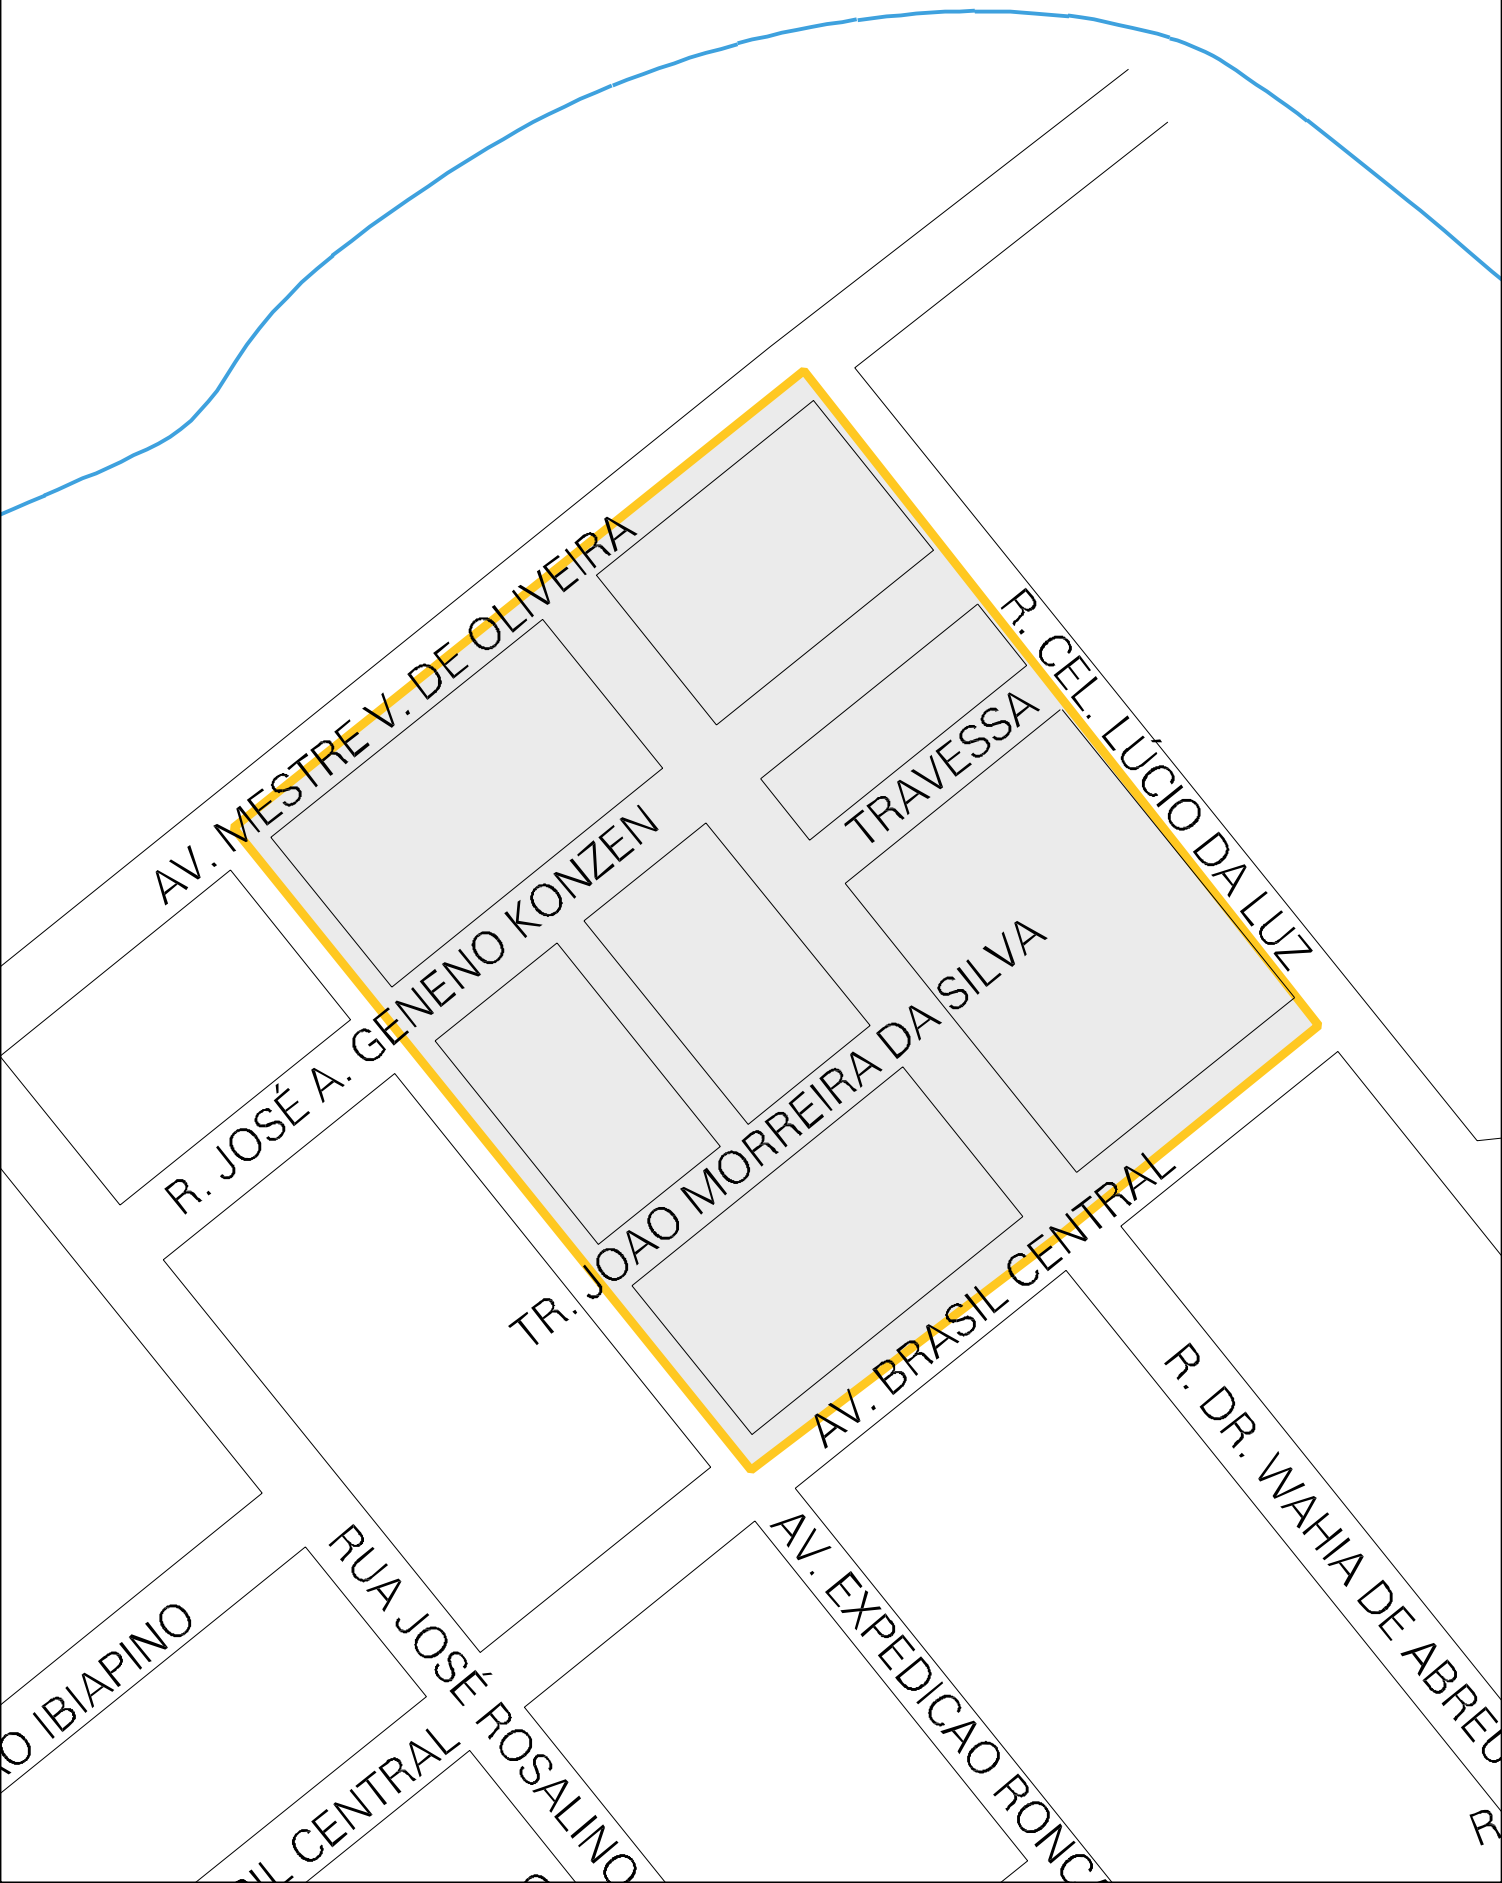 AV. MESTRE V. DE OLIVEIRA
R. CEL. LÚCIO DA LUZ
TRAVESSA
R. JOSÉ A. GENENO KONZEN
TR. JOAO MORREIRA DA SILVA
AV. BRASIL CENTRAL
R. DR. WAHIA DE ABREU
AV. EXPEDICAO RONC
RUA JOSÉ ROSALINO
O IBIAPINO
IL CENTRAL
R